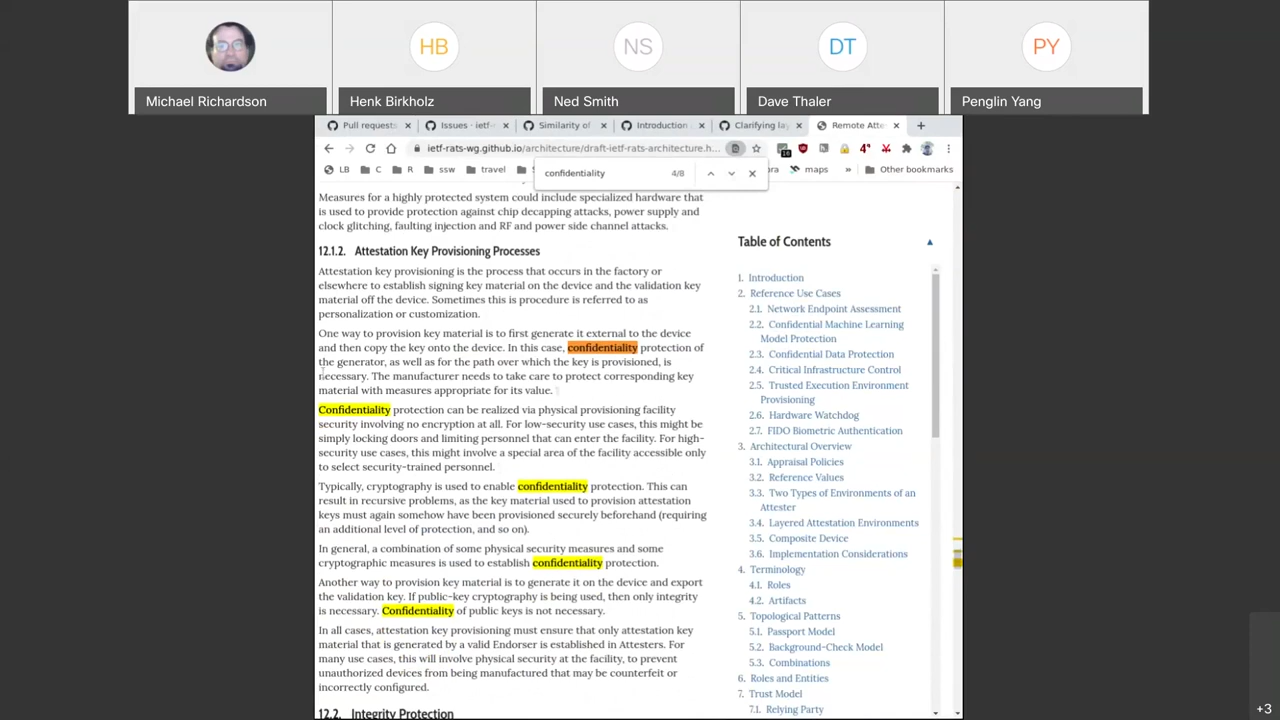 HB
NS
DT
PY
Michael Richardson
Henk Birkholz
Ned Smith
Dave Thaler
Penglin Yang
Pull requests
Issues · ietf-
Similarity of
Introduction
Clarifying la
Remote Atte
ietf-rats-wg.github.io/architecture/draft-ietf-rats-architecture.h...
LB
C
R
ssw
travel
maps
Other bookmarks
confidentiality
4/8
Measures for a highly protected system could include specialized hardware that
is used to provide protection against chip decapping attacks, power supply and
clock glitching, faulting injection and RF and power side channel attacks.
12.1.2. Attestation Key Provisioning Processes
Attestation key provisioning is the process that occurs in the factory or
elsewhere to establish signing key material on the device and the validation key
material off the device. Sometimes this is procedure is referred to as
personalization or customization.
One way to provision key material is to first generate it external to the device
and then copy the key onto the device. In this case, confidentiality protection of
the generator, as well as for the path over which the key is provisioned, is
necessary. The manufacturer needs to take care to protect corresponding key
material with measures appropriate for its value.
Confidentiality protection can be realized via physical provisioning facility
security involving no encryption at all. For low-security use cases, this might be
simply locking doors and limiting personnel that can enter the facility. For high-
security use cases, this might involve a special area of the facility accessible only
to select security-trained personnel.
Typically, cryptography is used to enable confidentiality protection. This can
result in recursive problems, as the key material used to provision attestation
keys must again somehow have been provisioned securely beforehand (requiring
an additional level of protection, and so on).
In general, a combination of some physical security measures and some
cryptographic measures is used to establish confidentiality protection.
Another way to provision key material is to generate it on the device and export
the validation key. If public-key cryptography is being used, then only integrity
is necessary. Confidentiality of public keys is not necessary.
In all cases, attestation key provisioning must ensure that only attestation key
material that is generated by a valid Endorser is established in Attesters. For
many use cases, this will involve physical security at the facility, to prevent
unauthorized devices from being manufactured that may be counterfeit or
incorrectly configured.
12.2. Integrity Protection
Table of Contents
1. Introduction
2. Reference Use Cases
2.1. Network Endpoint Assessment
2.2. Confidential Machine Learning
Model Protection
2.3. Confidential Data Protection
2.4. Critical Infrastructure Control
2.5. Trusted Execution Environment
Provisioning
2.6. Hardware Watchdog
2.7. FIDO Biometric Authentication
3. Architectural Overview
3.1. Appraisal Policies
3.2. Reference Values
3.3. Two Types of Environments of an
Attester
3.4. Layered Attestation Environments
3.5. Composite Device
3.6. Implementation Considerations
4. Terminology
4.1. Roles
4.2. Artifacts
5. Topological Patterns
5.1. Passport Model
5.2. Background-Check Model
5.3. Combinations
6. Roles and Entities
7. Trust Model
7.1. Relying Party
+3